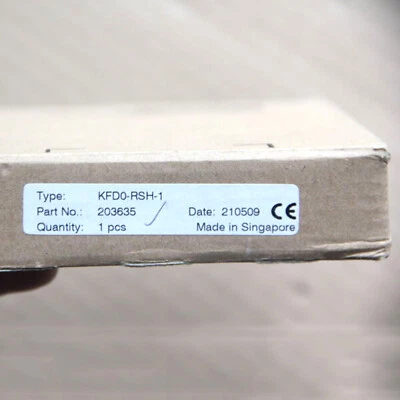 Type: KFD0-RSH-1
Part No.: 203635 Date: 210509 CE
Quantity: 1 pcs Made in Singapore